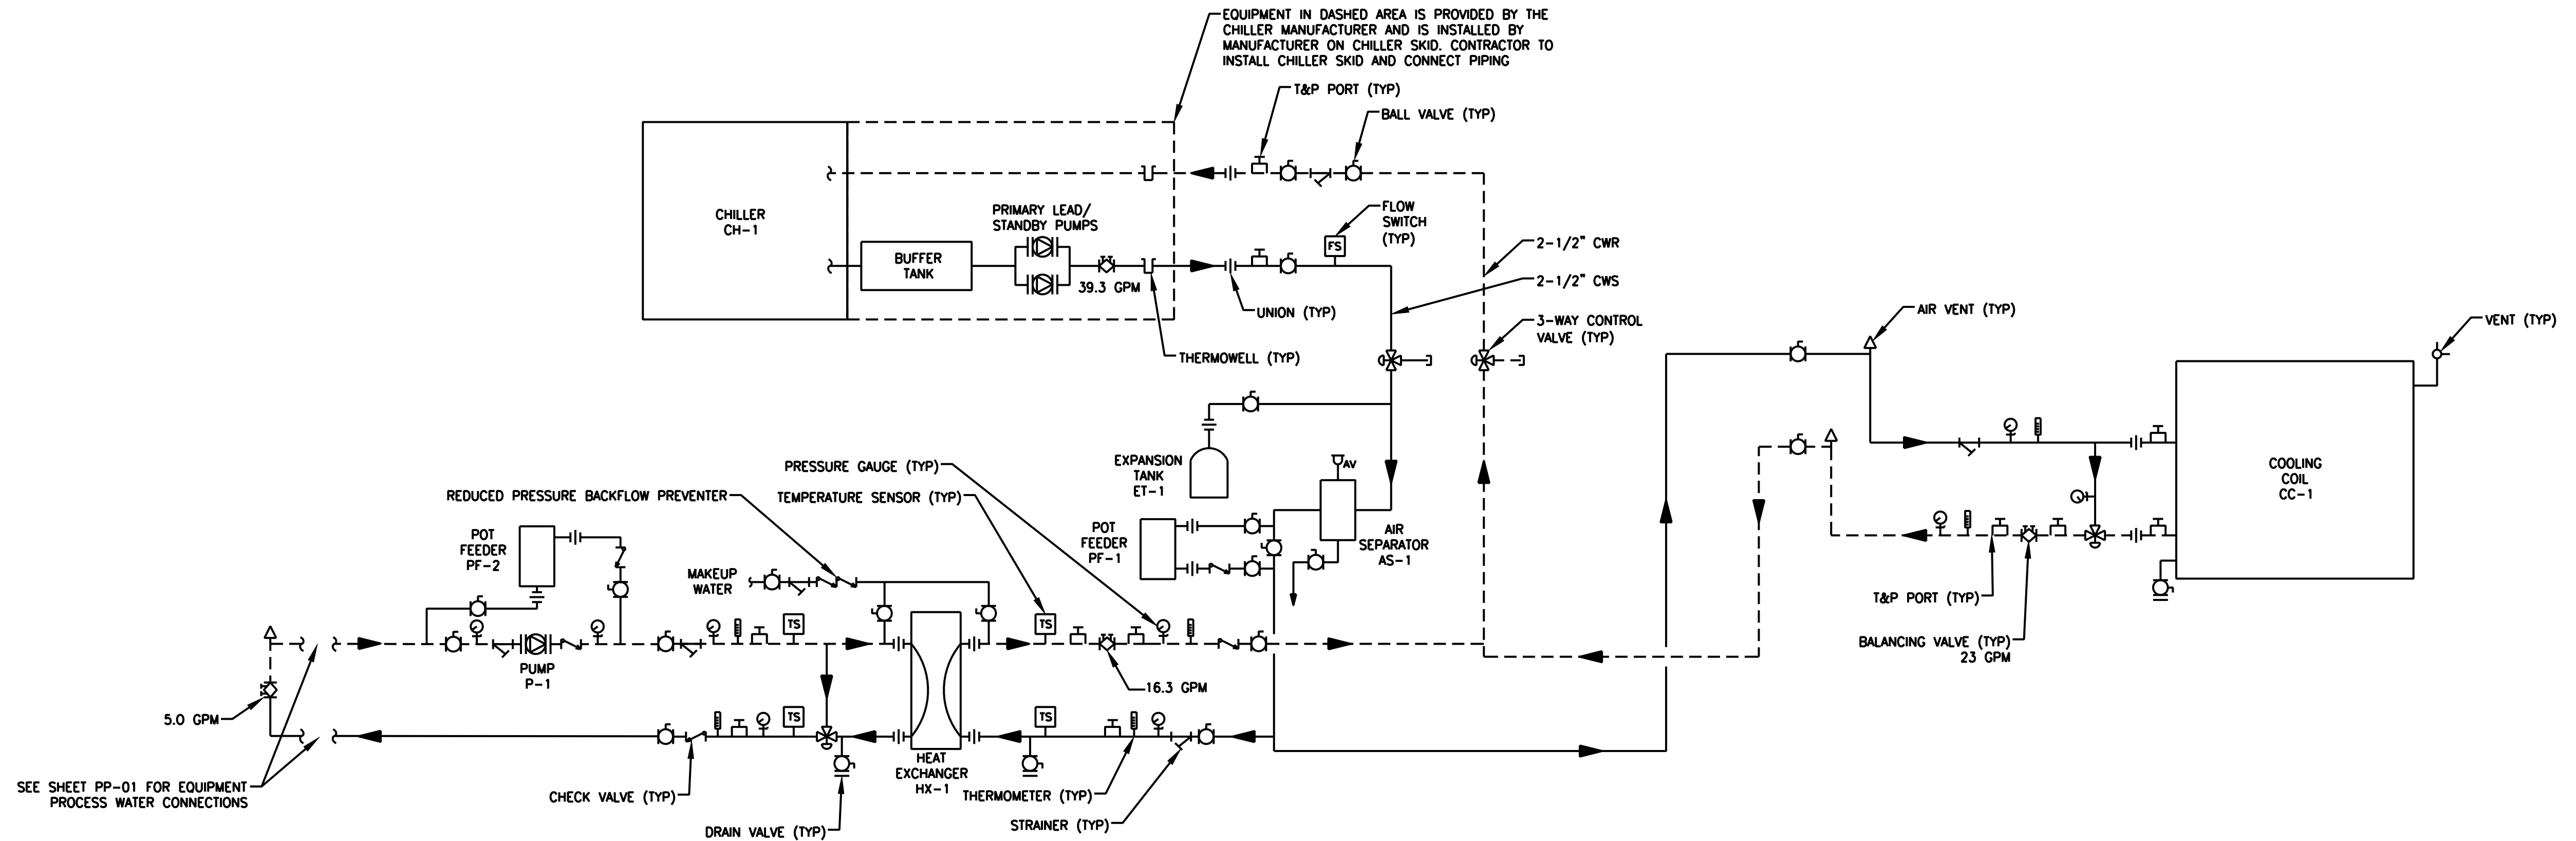 EQUIPMENT IN DASHED AREA IS PROVIDED BY THE
CHILLER MANUFACTURER AND IS INSTALLED BY
MANUFACTURER ON CHILLER SKID. CONTRACTOR TO
INSTALL CHILLER SKID AND CONNECT PIPING
T&P PORT (TYP)
BALL VALVE (TYP)
CHILLER
CH-1
PRIMARY LEAD/
STANDBY PUMPS
BUFFER
TANK
39.3 GPM
FLOW
SWITCH
(TYP)
FS
UNION (TYP)
THERMOWELL (TYP)
2-1/2" CWR
2-1/2" CWS
3-WAY CONTROL
VALVE (TYP)
AIR VENT (TYP)
VENT (TYP)
EXPANSION
TANK
ET-1
AV
AIR
SEPARATOR
AS-1
POT
FEEDER
PF-1
COOLING
COIL
CC-1
T&P PORT (TYP)
BALANCING VALVE (TYP)
23 GPM
PRESSURE GAUGE (TYP)
TEMPERATURE SENSOR (TYP)
REDUCED PRESSURE BACKFLOW PREVENTER
POT
FEEDER
PF-2
MAKEUP
WATER
TS
TS
PUMP
P-1
16.3 GPM
5.0 GPM
TS
TS
HEAT
EXCHANGER
HX-1
SEE SHEET PP-01 FOR EQUIPMENT
PROCESS WATER CONNECTIONS
CHECK VALVE (TYP)
DRAIN VALVE (TYP)
THERMOMETER (TYP)
STRAINER (TYP)